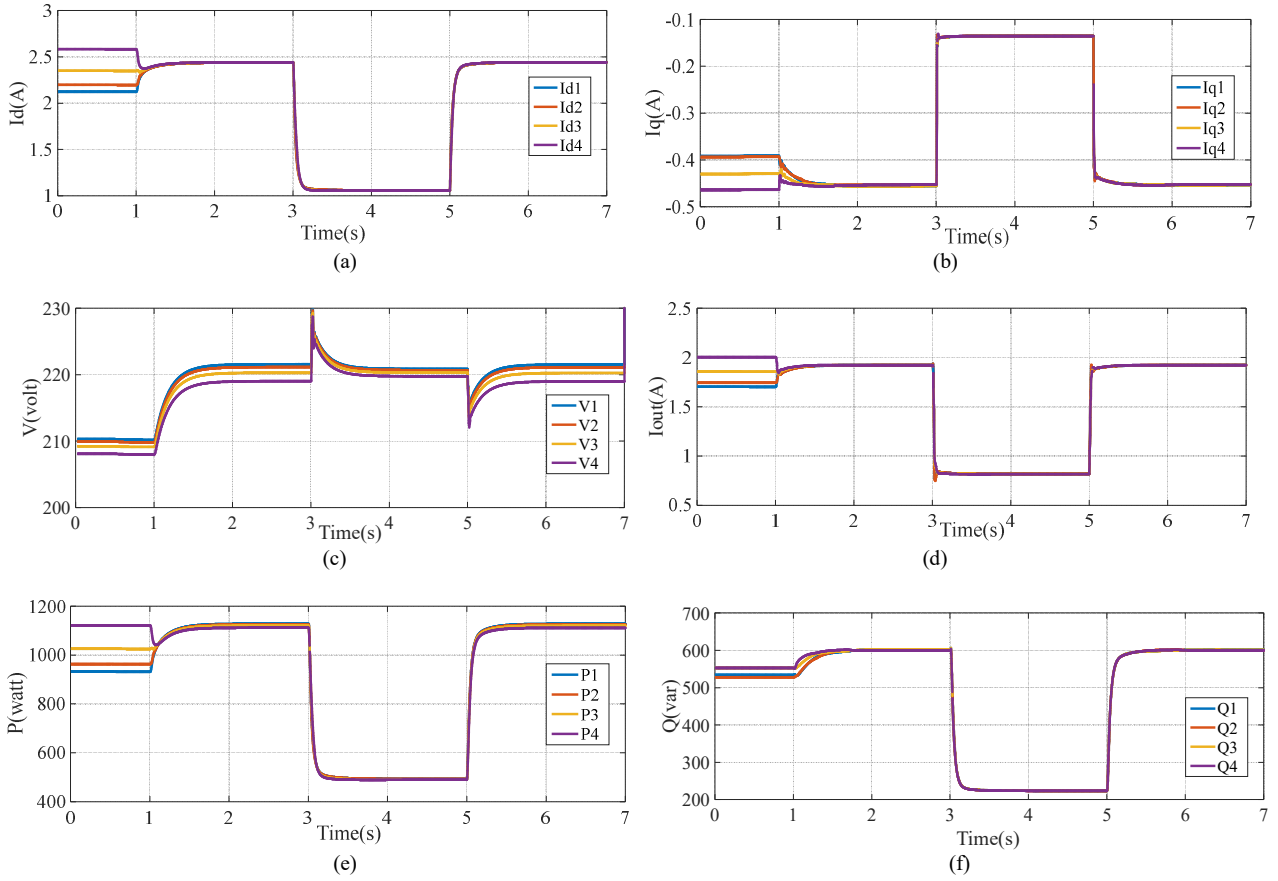 3
2.5
2
1.5
1
Id(A)
Id1
Id2
Id3
Id4
0 1 2 3 4 5 6 7
Time(s)
(a)
-0.1
-0.2
-0.3
-0.4
-0.5
Iq(A)
Iq1
Iq2
Iq3
Iq4
0 1 2 3 4 5 6 7
Time(s)
(b)
230
220
210
200
V(volt)
V1
V2
V3
V4
0 1 2 3 4 5 6 7
Time(s)
(c)
2.5
2
1.5
1
0.5
Iout(A)
Id1
Id2
Id3
Id4
0 1 2 3 4 5 6 7
Time(s)
(d)
1200
1000
800
600
400
P(watt)
P1
P2
P3
P4
0 1 2 3 4 5 6 7
Time(s)
(e)
700
600
500
400
300
200
Q(var)
Q1
Q2
Q3
Q4
0 1 2 3 4 5 6 7
Time(s)
(f)